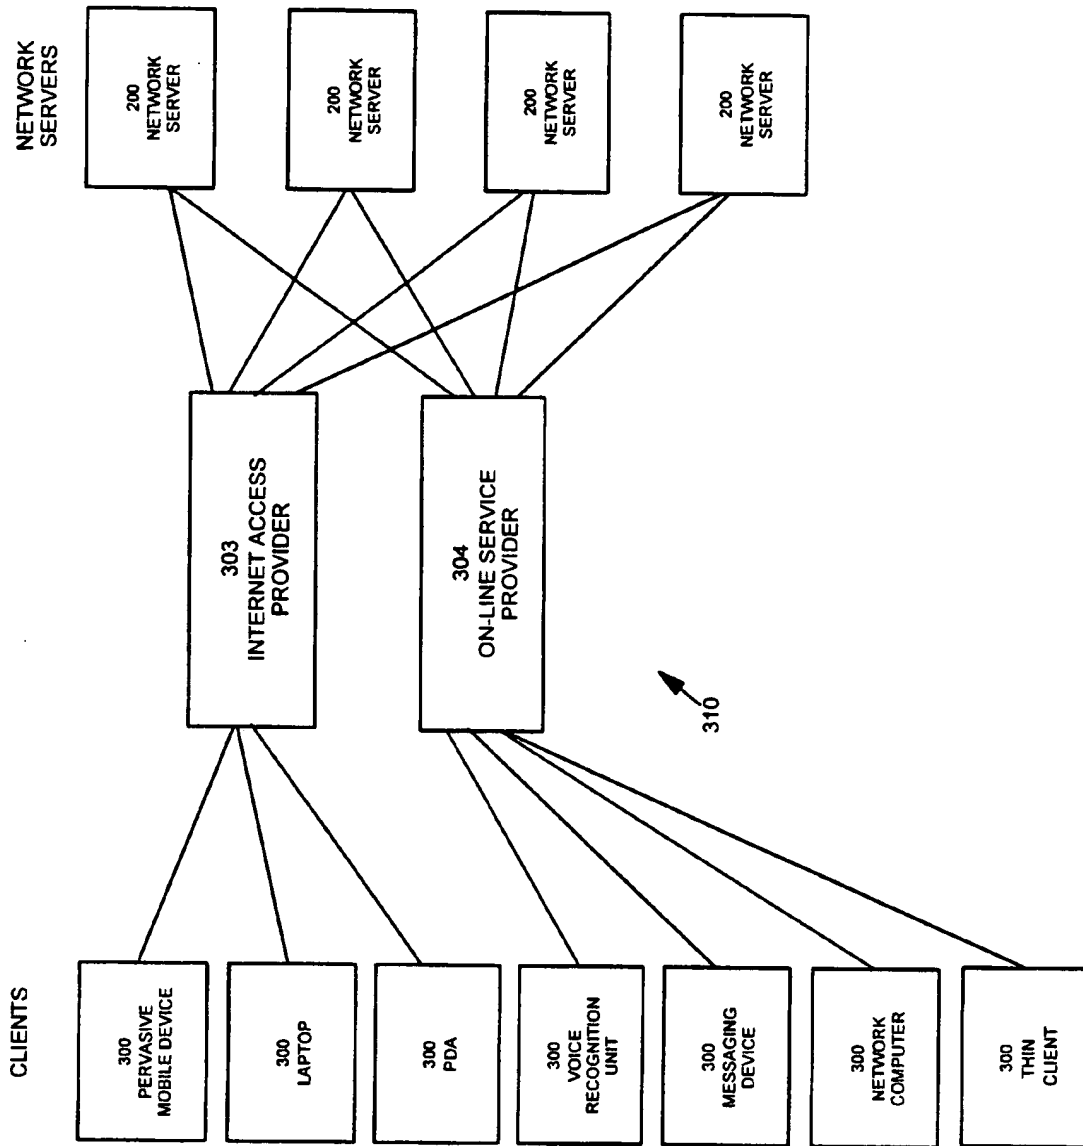 CLIENTS
300
PERVASIVE
MOBILE DEVICE
300
LAPTOP
300
PDA
300
VOICE
RECOGNITION
UNIT
300
MESSAGING
DEVICE
300
NETWORK
COMPUTER
300
THIN
CLIENT
303
INTERNET ACCESS
PROVIDER
304
ON-LINE SERVICE
PROVIDER
310
NETWORK
SERVERS
200
NETWORK
SERVER
200
NETWORK
SERVER
200
NETWORK
SERVER
200
NETWORK
SERVER